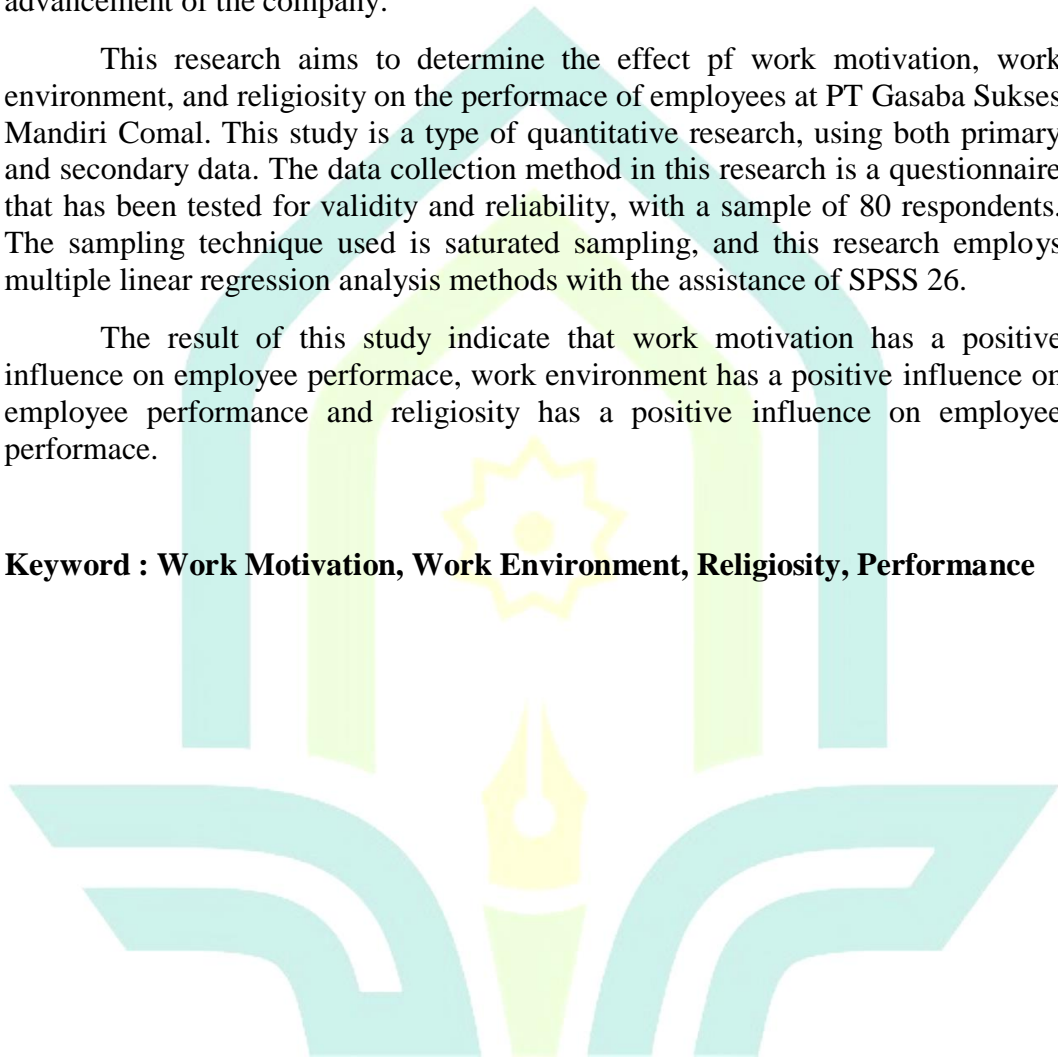 advancement of the company.
This research aims to determine the effect pf work motivation, work
environment, and religiosity on the performace of employees at PT Gasaba Sukses
Mandiri Comal. This study is a type of quantitative research, using both primary
and secondary data. The data collection method in this research is a questionnaire
that has been tested for validity and reliability, with a sample of 80 respondents.
The sampling technique used is saturated sampling, and this research employs
multiple linear regression analysis methods with the assistance of SPSS 26.
The result of this study indicate that work motivation has a positive
influence on employee performace, work environment has a positive influence on
employee performance and religiosity has a positive influence on employee
performace.
Keyword : Work Motivation, Work Environment, Religiosity, Performance